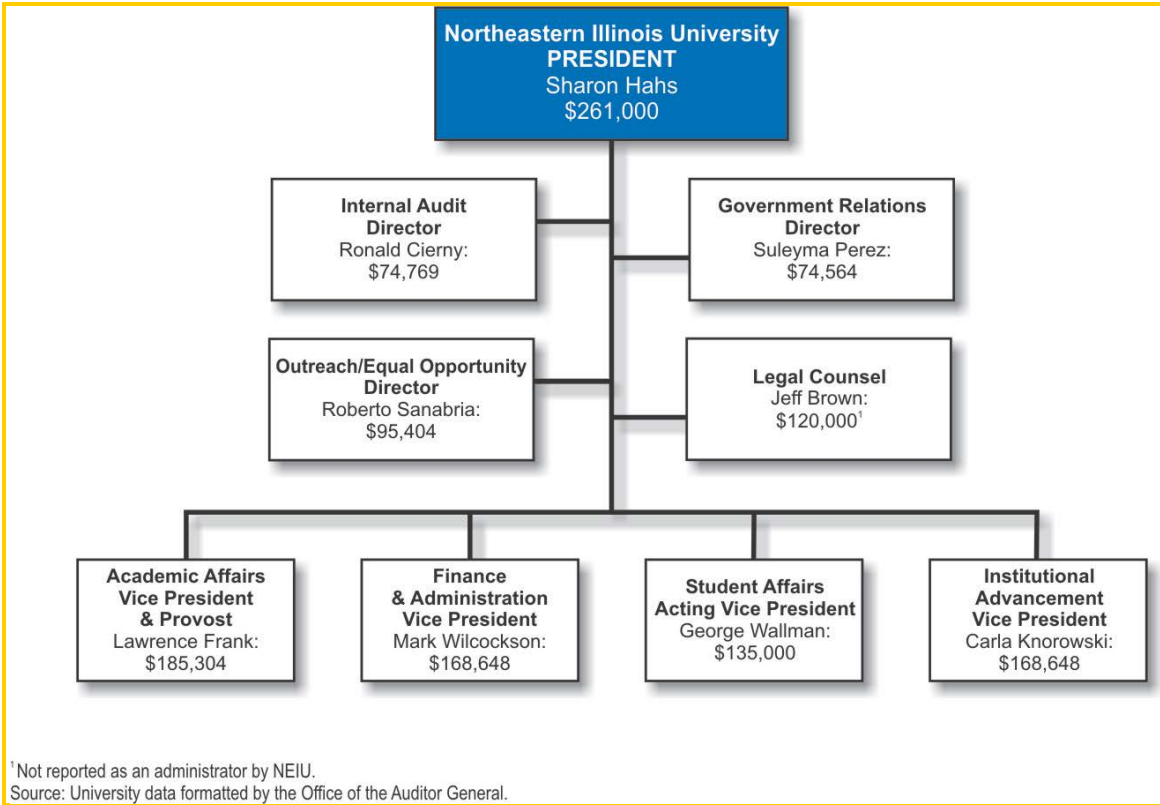 Northeastern Illinois University
PRESIDENT
Sharon Hahs
$261,000
Internal Audit
Director
Ronald Cierny:
$74,769
Government Relations
Director
Suleyma Perez:
$74,564
Outreach/Equal Opportunity
Director
Roberto Sanabria:
$95,404
Legal Counsel
Jeff Brown:
$120,000¹
Academic Affairs
Vice President
& Provost
Lawrence Frank:
$185,304
Finance
& Administration
Vice President
Mark Wilcockson:
$168,648
Student Affairs
Acting Vice President
George Wallman:
$135,000
Institutional
Advancement
Vice President
Carla Knorowski:
$168,648
¹Not reported as an administrator by NEIU.
Source: University data formatted by the Office of the Auditor General.